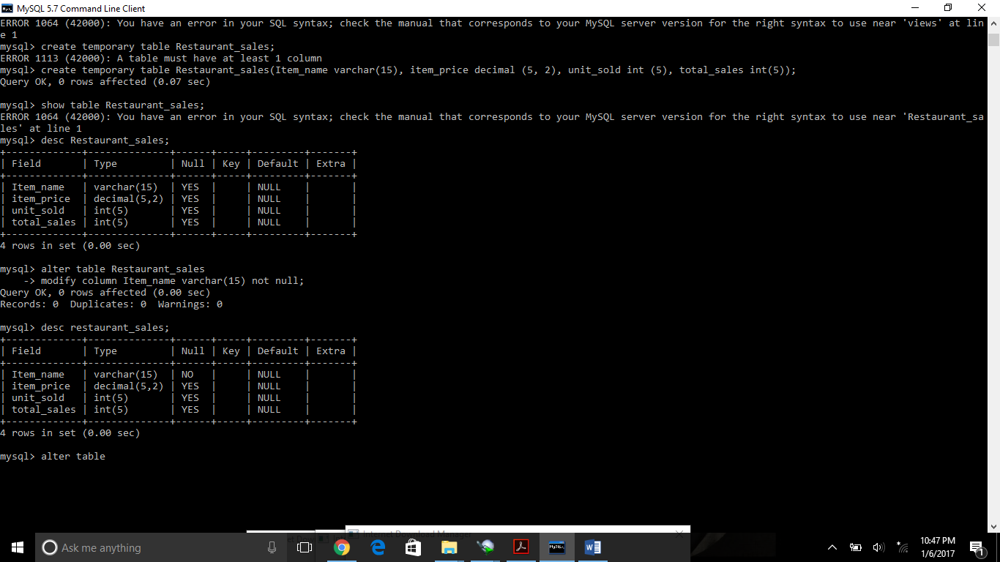 MySQL 5.7 Command Line Client
ERROR 1064 (42000): You have an error in your SQL syntax; check the manual that corresponds to your MySQL server version for the right syntax to use near 'views' at lin
e 1
mysql> create temporary table Restaurant_sales;
ERROR 1113 (42000): A table must have at least 1 column
mysql> create temporary table Restaurant_sales(Item_name varchar(15), item_price decimal (5, 2), unit_sold int (5), total_sales int(5));
Query OK, 0 rows affected (0.07 sec)
mysql> show table Restaurant_sales;
ERROR 1064 (42000): You have an error in your SQL syntax; check the manual that corresponds to your MySQL server version for the right syntax to use near 'Restaurant_sa
les' at line 1
mysql> desc Restaurant_sales;
+-------------+--------------+------+-----+---------+-------+
| Field       | Type         | Null | Key | Default | Extra |
+-------------+--------------+------+-----+---------+-------+
| Item_name   | varchar(15)  | YES  |     | NULL    |       |
| item_price  | decimal(5,2) | YES  |     | NULL    |       |
| unit_sold   | int(5)       | YES  |     | NULL    |       |
| total_sales | int(5)       | YES  |     | NULL    |       |
+-------------+--------------+------+-----+---------+-------+
4 rows in set (0.00 sec)
mysql> alter table Restaurant_sales
    -> modify column Item_name varchar(15) not null;
Query OK, 0 rows affected (0.00 sec)
Records: 0  Duplicates: 0  Warnings: 0
mysql> desc restaurant_sales;
+-------------+--------------+------+-----+---------+-------+
| Field       | Type         | Null | Key | Default | Extra |
+-------------+--------------+------+-----+---------+-------+
| Item_name   | varchar(15)  | NO   |     | NULL    |       |
| item_price  | decimal(5,2) | YES  |     | NULL    |       |
| unit_sold   | int(5)       | YES  |     | NULL    |       |
| total_sales | int(5)       | YES  |     | NULL    |       |
+-------------+--------------+------+-----+---------+-------+
4 rows in set (0.00 sec)
mysql> alter table
Internet Download Manager
Ask me anything
10:47 PM
1/6/2017
1